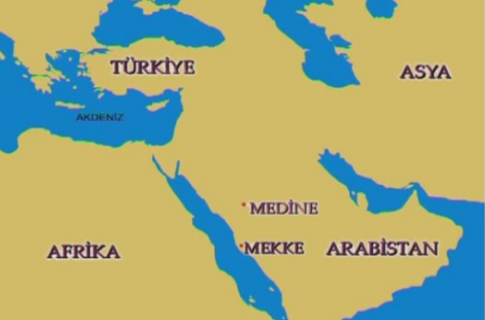 TÜRKİYE
ASYA
AKDENİZ
MEDİNE
AFRİKA
MEKKE
ARABİSTAN